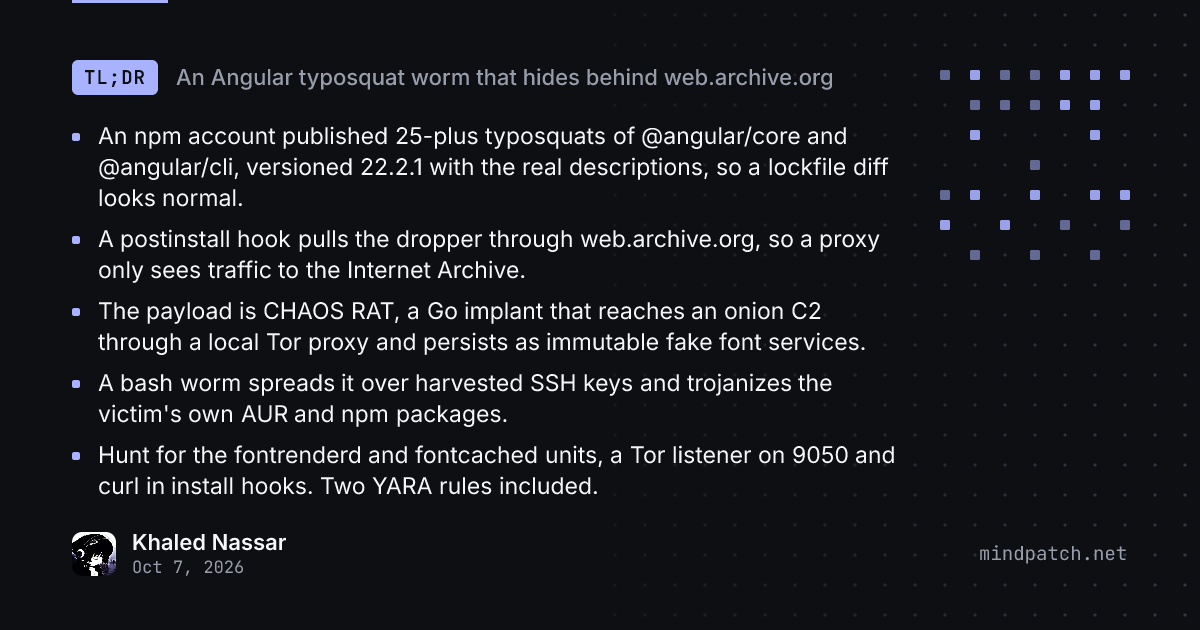 TL;DR An Angular typosquat worm that hides behind web.archive.org
An npm account published 25-plus typosquats of @angular/core and
@angular/cli, versioned 22.2.1 with the real descriptions, so a lockfile diff
looks normal.
A postinstall hook pulls the dropper through web.archive.org, so a proxy
only sees traffic to the Internet Archive.
The payload is CHAOS RAT, a Go implant that reaches an onion C2
through a local Tor proxy and persists as immutable fake font services.
A bash worm spreads it over harvested SSH keys and trojanizes the
victim's own AUR and npm packages.
Hunt for the fontrenderd and fontcached units, a Tor listener on 9050 and
curl in install hooks. Two YARA rules included.
Khaled Nassar
Oct 7, 2026
mindpatch.net